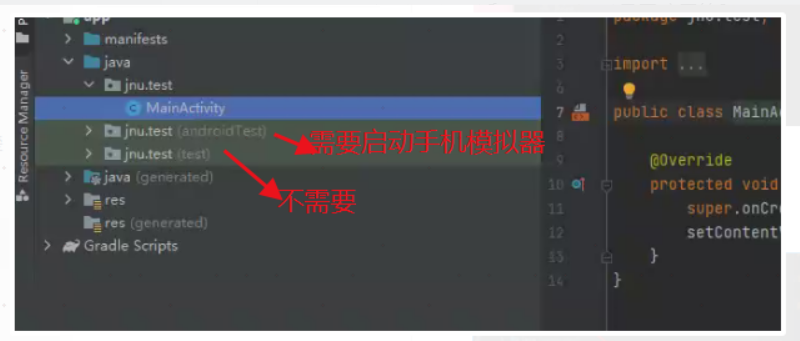 app
manifests
java
jnu.test
MainActivity
jnu.test (androidTest)
需要启动手机模拟器
jnu.test (test)
不需要
java (generated)
res
res (generated)
Gradle Scripts
Resource Manager
package jnu.test;
2
3 import ...
6
7 public class MainAc
8
9 @Override
10 protected void
11 super.onCre
12 setContent
13 }
14 }